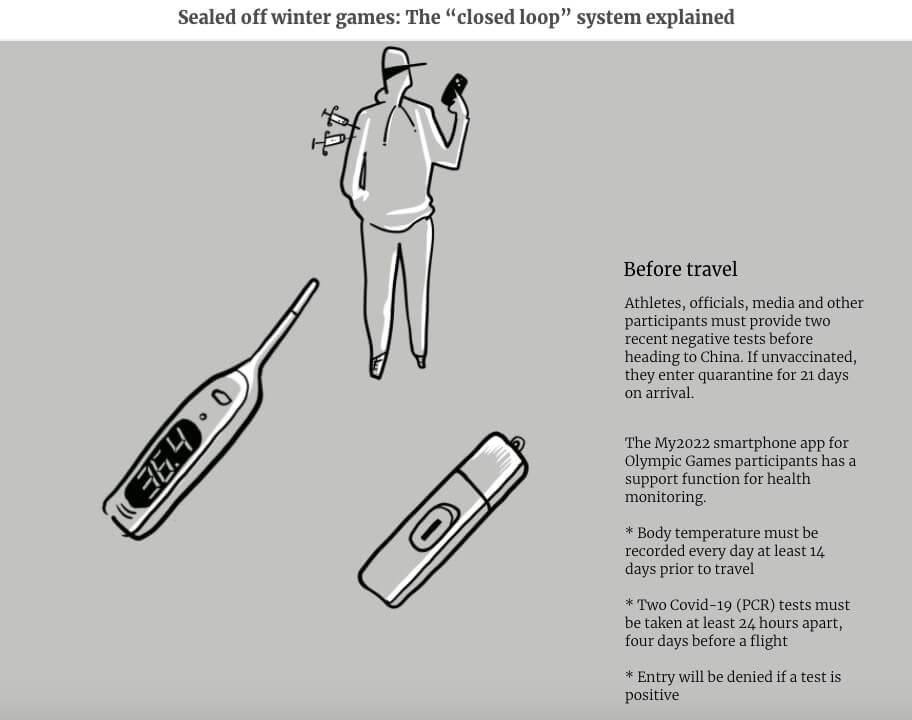 Sealed off winter games: The “closed loop” system explained
36.4
Before travel
Athletes, officials, media and other
participants must provide two
recent negative tests before
heading to China. If unvaccinated,
they enter quarantine for 21 days
on arrival.
The My2022 smartphone app for
Olympic Games participants has a
support function for health
monitoring.
* Body temperature must be
recorded every day at least 14
days prior to travel
* Two Covid-19 (PCR) tests must
be taken at least 24 hours apart,
four days before a flight
* Entry will be denied if a test is
positive